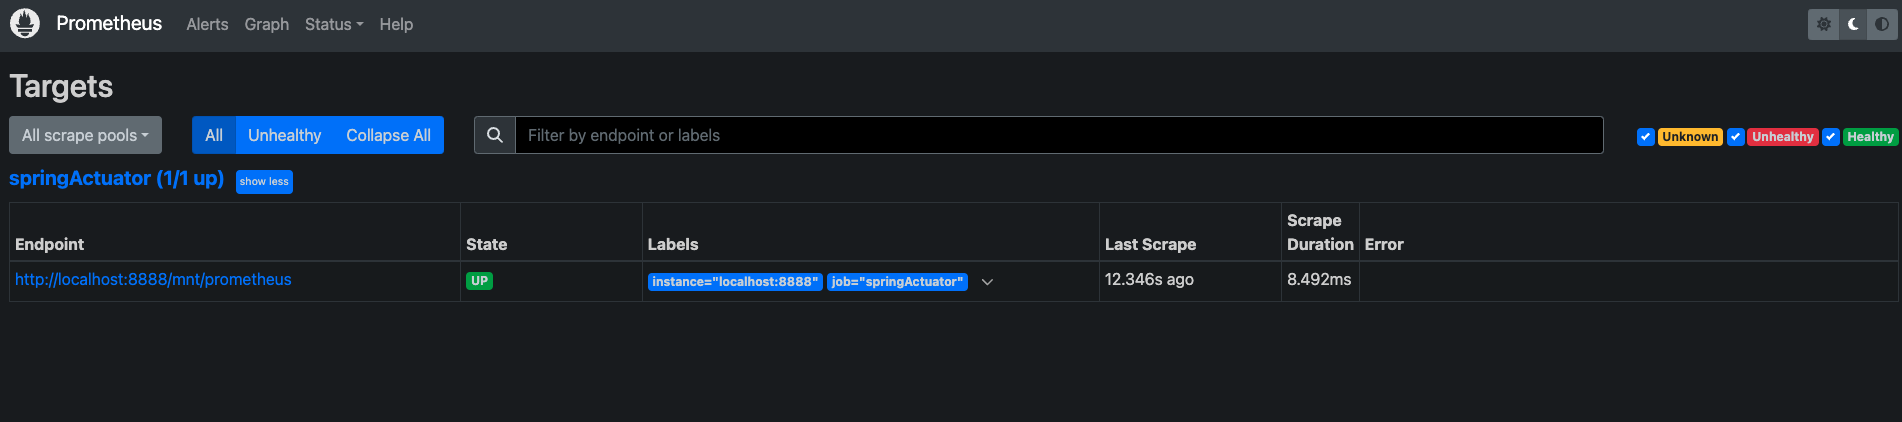 Prometheus Alerts Graph Status Help
Targets
All scrape pools All Unhealthy Collapse All Filter by endpoint or labels Unknown Unhealthy Healthy
springActuator (1/1 up) show less
Endpoint State Labels Last Scrape Scrape Duration Error
http://localhost:8888/mnt/prometheus UP instance="localhost:8888" job="springActuator" 12.346s ago 8.492ms